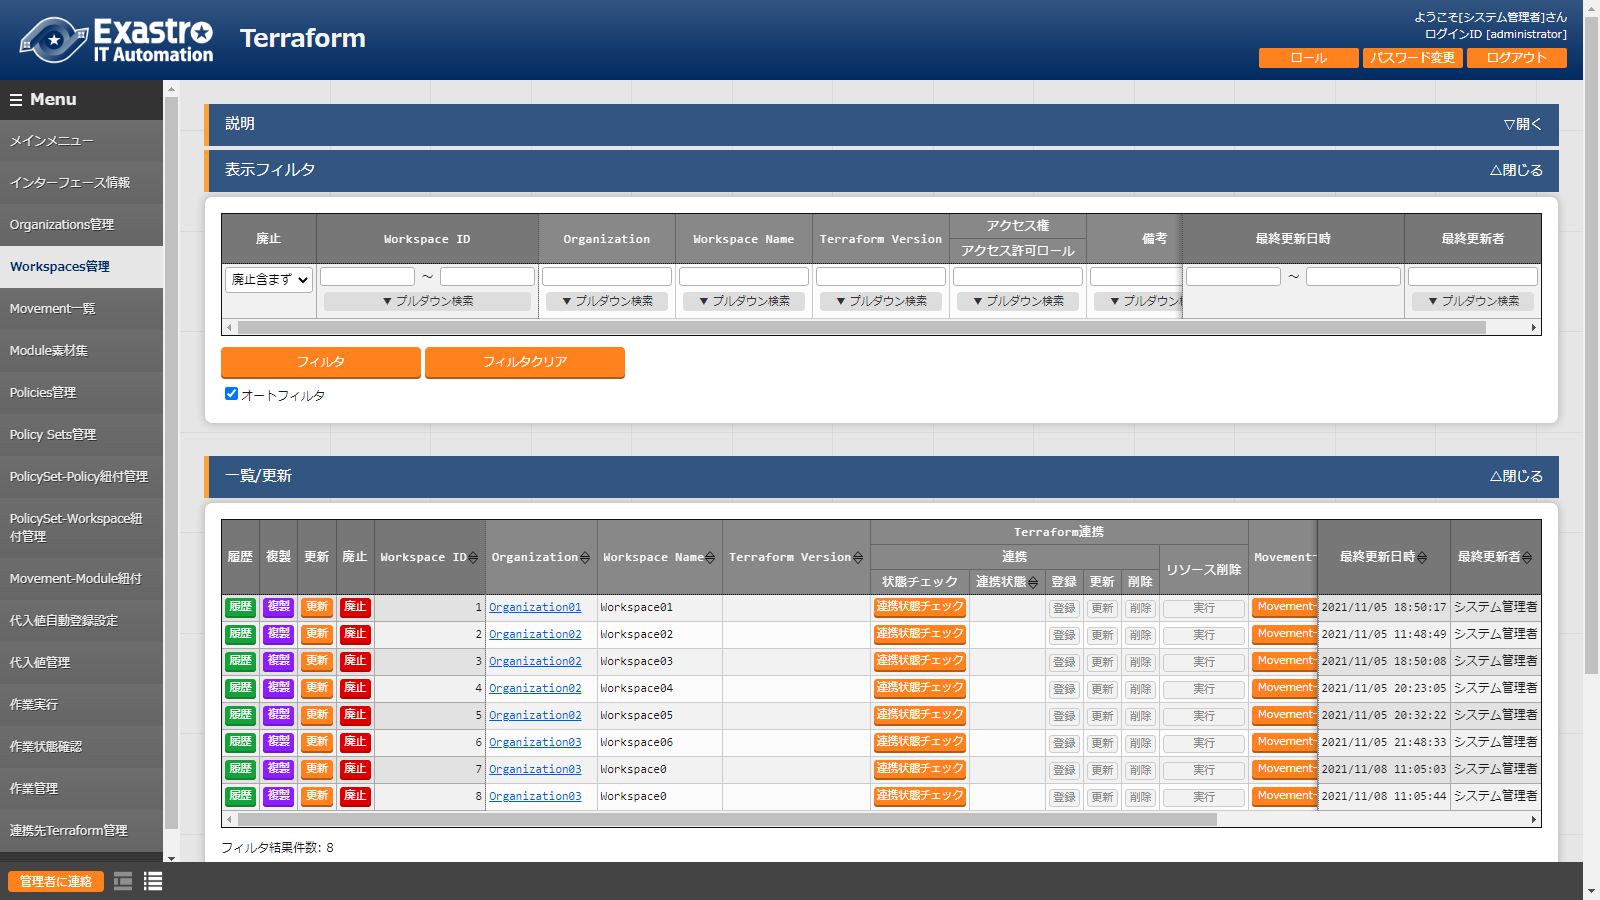 Exastro
IT Automation
Terraform
ようこそ[システム管理者]さん
ログインID [administrator]
ロール パスワード変更 ログアウト
Menu
メインメニュー
インターフェース情報
Organizations管理
Workspaces管理
Movement一覧
Module素材集
Policies管理
Policy Sets管理
PolicySet-Policy紐付管理
PolicySet-Workspace紐
付管理
Movement-Module紐付
代入値自動登録設定
代入値管理
作業実行
作業状態確認
作業管理
連携先Terraform管理
管理者に連絡
説明 ▽開く
表示フィルタ △閉じる
廃止 Workspace ID Organization Workspace Name Terraform Version アクセス権 備考 最終更新日時 最終更新者
アクセス許可ロール
廃止含まず ～ ～
▼ プルダウン検索 ▼ プルダウン検索 ▼ プルダウン検索 ▼ プルダウン検索 ▼ プルダウン検索 ▼ プルダウン ▼ プルダウン検索
フィルタ フィルタクリア
オートフィルタ
一覧/更新 △閉じる
Terraform連携
連携
履歴 複製 更新 廃止 Workspace ID Organization Workspace Name Terraform Version リソース削除 Movement- 最終更新日時 最終更新者
状態チェック 連携状態 登録 更新 削除
履歴 複製 更新 廃止 1 Organization01 Workspace01 連携状態チェック 登録 更新 削除 実行 Movement- 2021/11/05 18:50:17 システム管理者
履歴 複製 更新 廃止 2 Organization02 Workspace02 連携状態チェック 登録 更新 削除 実行 Movement- 2021/11/05 11:48:49 システム管理者
履歴 複製 更新 廃止 3 Organization02 Workspace03 連携状態チェック 登録 更新 削除 実行 Movement- 2021/11/05 18:50:08 システム管理者
履歴 複製 更新 廃止 4 Organization02 Workspace04 連携状態チェック 登録 更新 削除 実行 Movement- 2021/11/05 20:23:05 システム管理者
履歴 複製 更新 廃止 5 Organization02 Workspace05 連携状態チェック 登録 更新 削除 実行 Movement- 2021/11/05 20:32:22 システム管理者
履歴 複製 更新 廃止 6 Organization03 Workspace06 連携状態チェック 登録 更新 削除 実行 Movement- 2021/11/05 21:48:33 システム管理者
履歴 複製 更新 廃止 7 Organization03 Workspace0 連携状態チェック 登録 更新 削除 実行 Movement- 2021/11/08 11:05:03 システム管理者
履歴 複製 更新 廃止 8 Organization03 Workspace0 連携状態チェック 登録 更新 削除 実行 Movement- 2021/11/08 11:05:44 システム管理者
フィルタ結果件数: 8